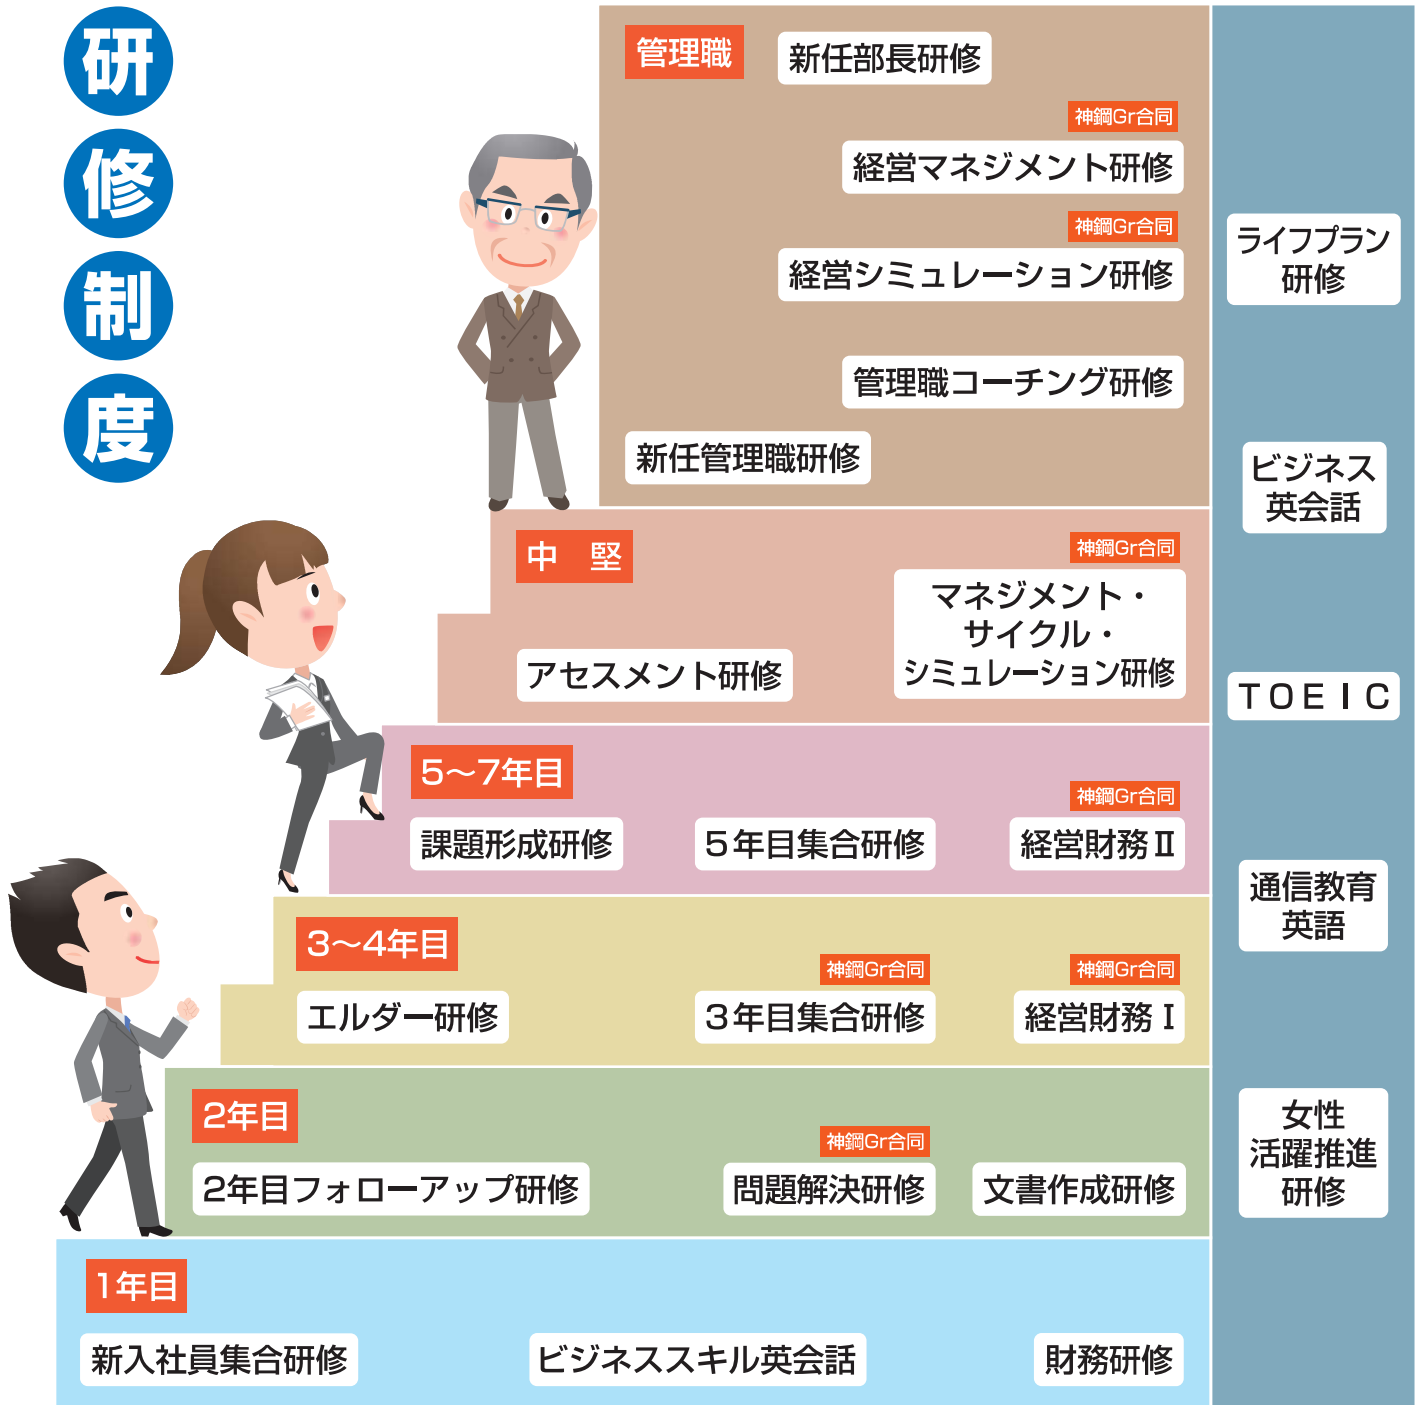 研
修
制
度
管理職
新任部長研修
神鋼Gr合同
経営マネジメント研修
神鋼Gr合同
経営シミュレーション研修
管理職コーチング研修
新任管理職研修
中　堅
神鋼Gr合同
マネジメント・
サイクル・
シミュレーション研修
アセスメント研修
5〜7年目
神鋼Gr合同
課題形成研修
5年目集合研修
経営財務Ⅱ
3〜4年目
神鋼Gr合同
神鋼Gr合同
エルダー研修
3年目集合研修
経営財務Ⅰ
2年目
神鋼Gr合同
2年目フォローアップ研修
問題解決研修
文書作成研修
1年目
新入社員集合研修
ビジネススキル英会話
財務研修
ライフプラン
研修
ビジネス
英会話
TOEIC
通信教育
英語
女性
活躍推進
研修